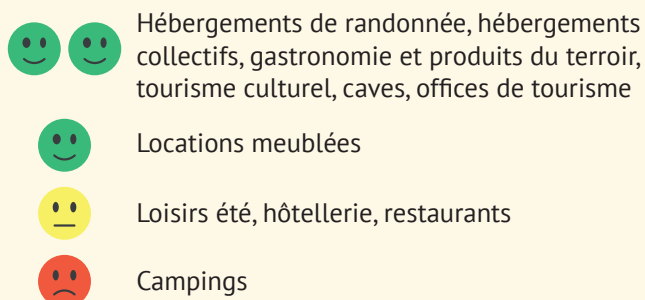 Hébergements de randonnée, hébergements
collectifs, gastronomie et produits du terroir,
tourisme culturel, caves, offices de tourisme
Locations meublées
Loisirs été, hôtellerie, restaurants
Campings